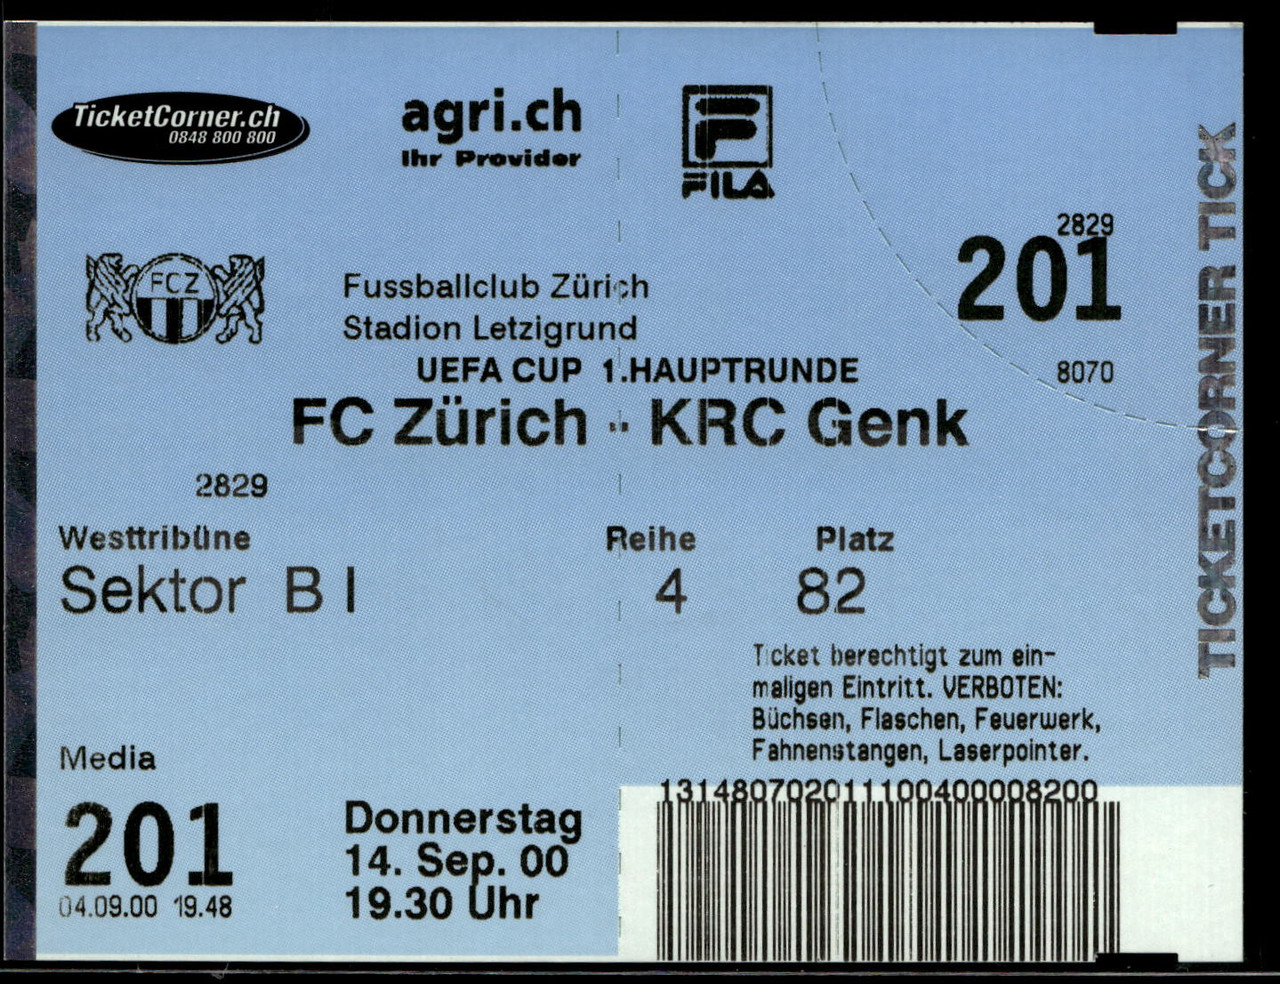 TicketCorner.ch
0848 800 800
agri.ch
Ihr Provider
FILA
2829
201
8070
FCZ
Fussballclub Zürich
Stadion Letzigrund
UEFA CUP 1.HAUPTRUNDE
FC Zürich - KRC Genk
2829
Westtribüne Reihe Platz
Sektor B I 4 82
Ticket berechtigt zum ein-
maligen Eintritt. VERBOTEN:
Büchsen, Flaschen, Feuerwerk,
Fahnenstangen, Laserpointer.
Media
201
04.09.00 19.48
Donnerstag
14. Sep. 00
19.30 Uhr
131480702011100400008200
TICKETCORNER TICK